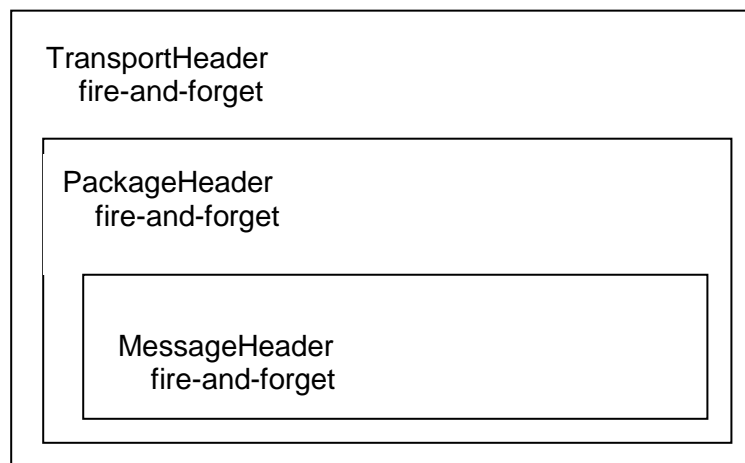 TransportHeader
fire-and-forget
PackageHeader
fire-and-forget
MessageHeader
fire-and-forget